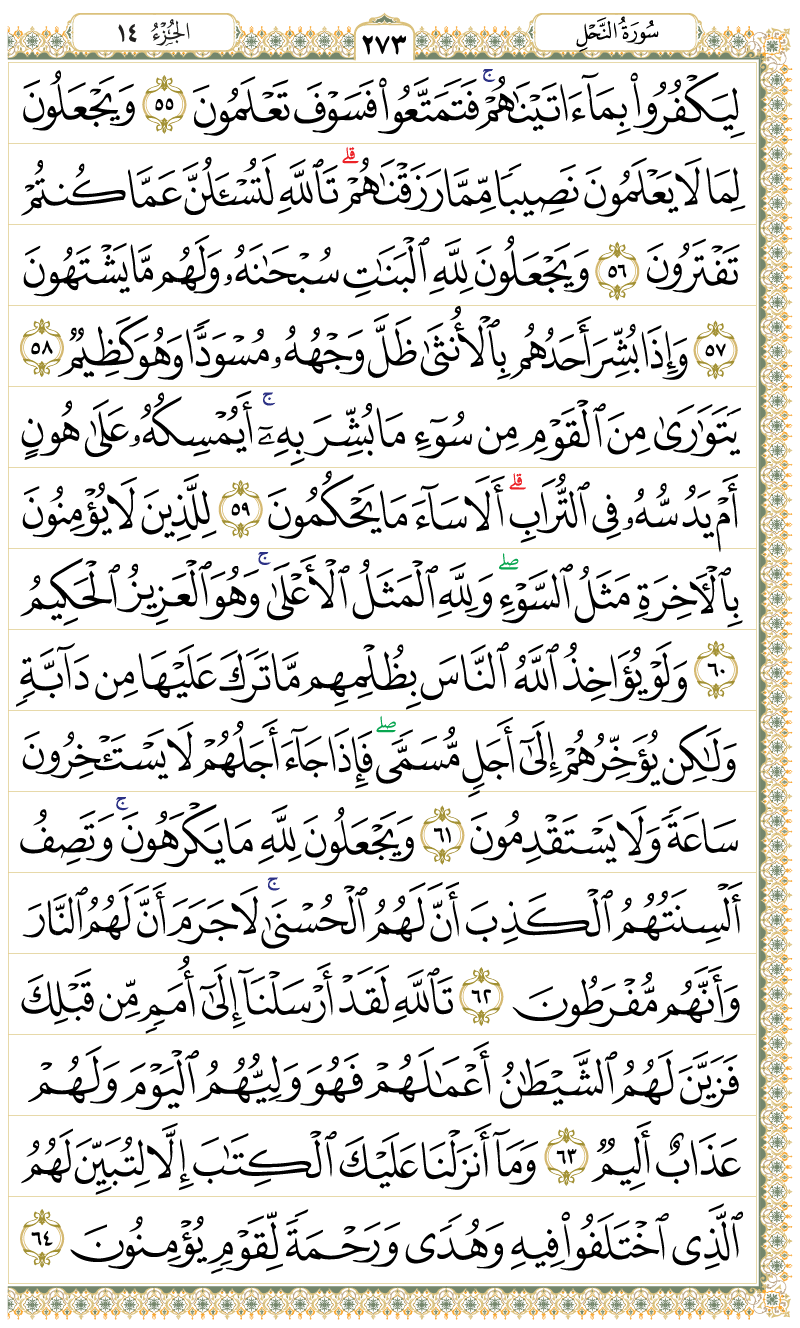 سُورَةُ النَّحْلِ
٢٧٣
الجُزْءُ ١٤
لِيَكْفُرُواْ بِمَآ ءَاتَيْنَٰهُمْۚ فَتَمَتَّعُواْ فَسَوْفَ تَعْلَمُونَ ٥٥ وَيَجْعَلُونَ
لِمَا لَا يَعْلَمُونَ نَصِيبٗا مِّمَّا رَزَقْنَٰهُمْۗ تَٱللَّهِ لَتُسْـَٔلُنَّ عَمَّا كُنتُمْ
تَفْتَرُونَ ٥٦ وَيَجْعَلُونَ لِلَّهِ ٱلْبَنَٰتِ سُبْحَٰنَهُۥ وَلَهُم مَّا يَشْتَهُونَ
٥٧ وَإِذَا بُشِّرَ أَحَدُهُم بِٱلْأُنثَىٰ ظَلَّ وَجْهُهُۥ مُسْوَدّٗا وَهُوَ كَظِيمٞ ٥٨
يَتَوَٰرَىٰ مِنَ ٱلْقَوْمِ مِن سُوٓءِ مَا بُشِّرَ بِهِۦٓۚ أَيُمْسِكُهُۥ عَلَىٰ هُونٍ
أَمْ يَدُسُّهُۥ فِى ٱلتُّرَابِۗ أَلَا سَآءَ مَا يَحْكُمُونَ ٥٩ لِلَّذِينَ لَا يُؤْمِنُونَ
بِٱلْأٓخِرَةِ مَثَلُ ٱلسَّوْءِۖ وَلِلَّهِ ٱلْمَثَلُ ٱلْأَعْلَىٰۚ وَهُوَ ٱلْعَزِيزُ ٱلْحَكِيمُ
٦٠ وَلَوْ يُؤَاخِذُ ٱللَّهُ ٱلنَّاسَ بِظُلْمِهِم مَّا تَرَكَ عَلَيْهَا مِن دَآبَّةٖ
وَلَٰكِن يُؤَخِّرُهُمْ إِلَىٰٓ أَجَلٖ مُّسَمّٗىۖ فَإِذَا جَآءَ أَجَلُهُمْ لَا يَسْتَـْٔخِرُونَ
سَاعَةٗ وَلَا يَسْتَقْدِمُونَ ٦١ وَيَجْعَلُونَ لِلَّهِ مَا يَكْرَهُونَۚ وَتَصِفُ
أَلْسِنَتُهُمُ ٱلْكَذِبَ أَنَّ لَهُمُ ٱلْحُسْنَىٰۚ لَا جَرَمَ أَنَّ لَهُمُ ٱلنَّارَ
وَأَنَّهُم مُّفْرَطُونَ ٦٢ تَٱللَّهِ لَقَدْ أَرْسَلْنَآ إِلَىٰٓ أُمَمٖ مِّن قَبْلِكَ
فَزَيَّنَ لَهُمُ ٱلشَّيْطَٰنُ أَعْمَٰلَهُمْ فَهُوَ وَلِيُّهُمُ ٱلْيَوْمَ وَلَهُمْ
عَذَابٌ أَلِيمٞ ٦٣ وَمَآ أَنزَلْنَا عَلَيْكَ ٱلْكِتَٰبَ إِلَّا لِتُبَيِّنَ لَهُمُ
ٱلَّذِى ٱخْتَلَفُواْ فِيهِ وَهُدٗى وَرَحْمَةٗ لِّقَوْمٖ يُؤْمِنُونَ ٦٤